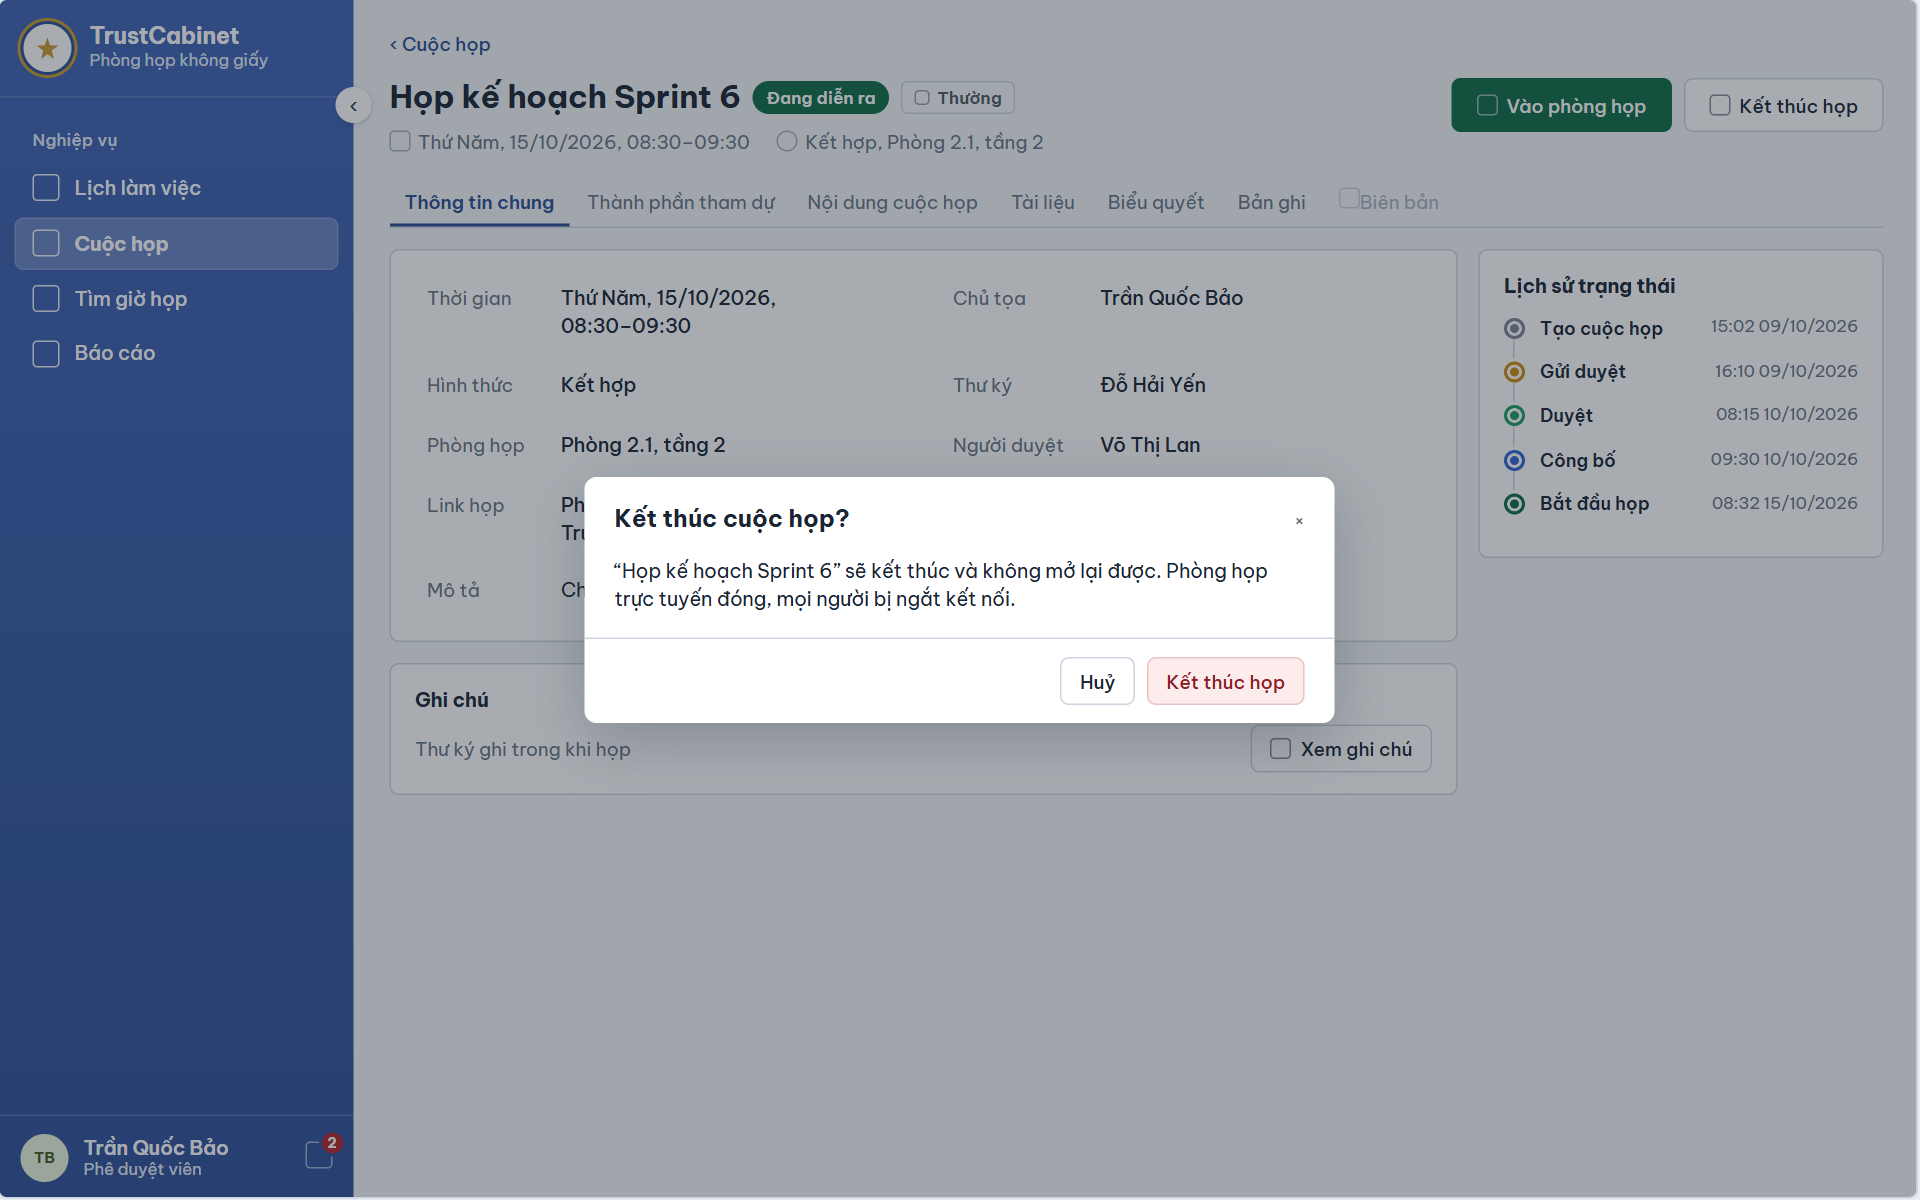 TrustCabinet
Phòng họp không giấy
Nghiệp vụ
Lịch làm việc
Cuộc họp
Tìm giờ họp
Báo cáo
TB
Trần Quốc Bảo
Phê duyệt viên
2
‹ Cuộc họp
Họp kế hoạch Sprint 6
Đang diễn ra
Thường
Thứ Năm, 15/10/2026, 08:30–09:30
Kết hợp, Phòng 2.1, tầng 2
Vào phòng họp
Kết thúc họp
Thông tin chung
Thành phần tham dự
Nội dung cuộc họp
Tài liệu
Biểu quyết
Bản ghi
Biên bản
Thời gian
Thứ Năm, 15/10/2026,
08:30–09:30
Chủ tọa
Trần Quốc Bảo
Hình thức
Kết hợp
Thư ký
Đỗ Hải Yến
Phòng họp
Phòng 2.1, tầng 2
Người duyệt
Võ Thị Lan
Link họp
Mô tả
Lịch sử trạng thái
Tạo cuộc họp
15:02 09/10/2026
Gửi duyệt
16:10 09/10/2026
Duyệt
08:15 10/10/2026
Công bố
09:30 10/10/2026
Bắt đầu họp
08:32 15/10/2026
Kết thúc cuộc họp?
×
“Họp kế hoạch Sprint 6” sẽ kết thúc và không mở lại được. Phòng họp
trực tuyến đóng, mọi người bị ngắt kết nối.
Huỷ
Kết thúc họp
Ghi chú
Thư ký ghi trong khi họp
Xem ghi chú